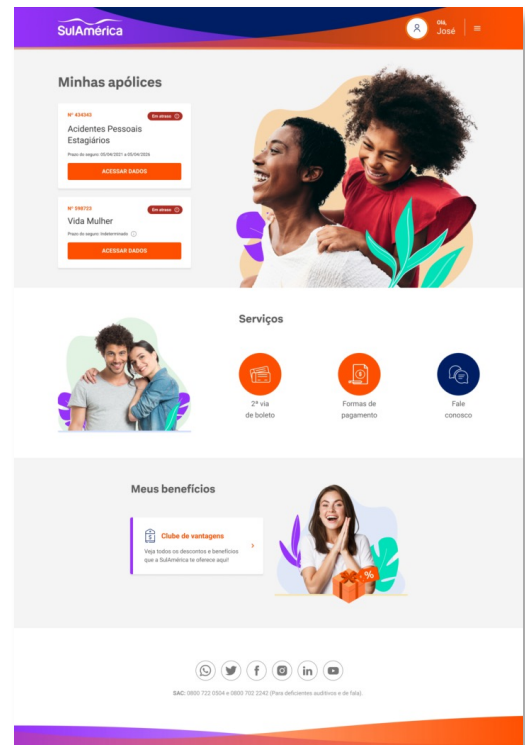 SulAmérica
Olá,
José
Minhas apólices
Nº 434345
Em atraso
Acidentes Pessoais
Estagiários
Prazo do seguro: 05/04/2021 a 05/04/2026
ACESSAR DADOS
Nº 598723
Em atraso
Vida Mulher
Prazo do seguro: Indeterminado
ACESSAR DADOS
Serviços
2ª via
de boleto
Formas de
pagamento
Fale
conosco
Meus benefícios
Clube de vantagens
Veja todos os descontos e benefícios
que a SulAmérica te oferece aqui!
%
SAC: 0800 722 0504 e 0800 702 2242 (Para deficientes auditivos e de fala).